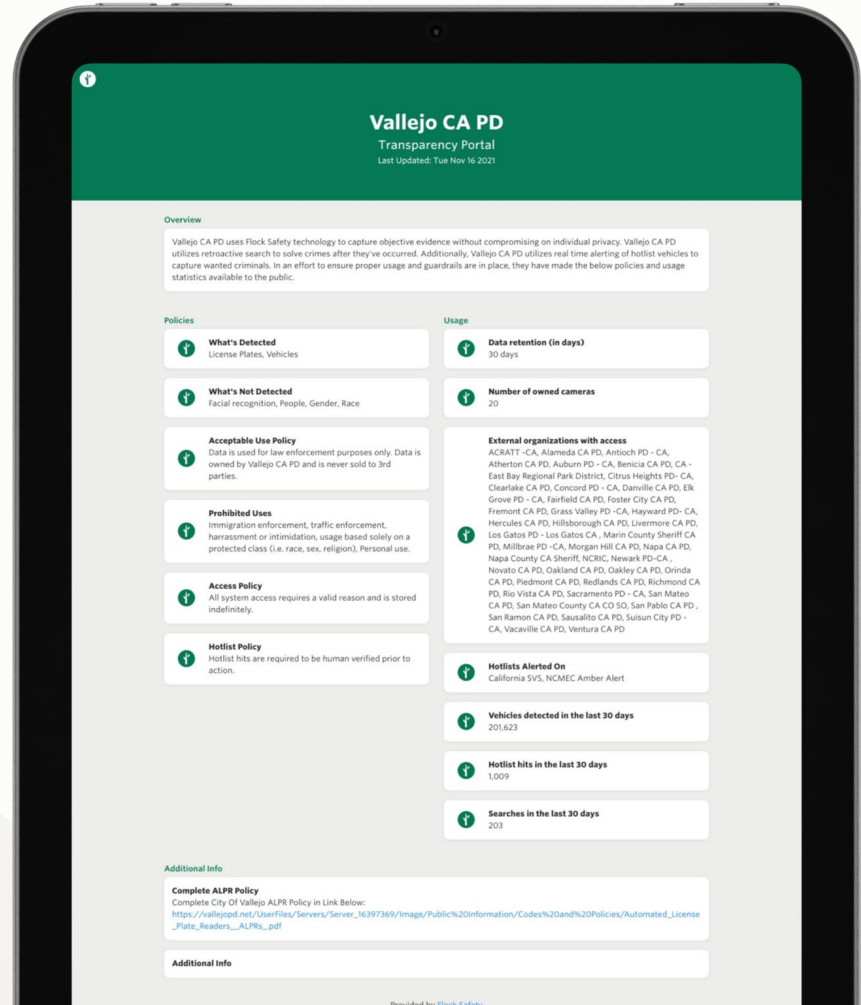 Vallejo CA PD
Transparency Portal
Last Updated: Tue Nov 16 2021
Overview
Vallejo CA PD uses Flock Safety technology to capture objective evidence without compromising on individual privacy. Vallejo CA PD
utilizes retroactive search to solve crimes after they've occurred. Additionally, Vallejo CA PD utilizes real time alerting of hotlist vehicles to
capture wanted criminals. In an effort to ensure proper usage and guardrails are in place, they have made the below policies and usage
statistics available to the public.
Policies
What's Detected
License Plates, Vehicles
What's Not Detected
Facial recognition, People, Gender, Race
Acceptable Use Policy
Data is used for law enforcement purposes only. Data is
owned by Vallejo CA PD and is never sold to 3rd
parties.
Prohibited Uses
Immigration enforcement, traffic enforcement,
harrassment or intimidation, usage based solely on a
protected class (i.e. race, sex, religion), Personal use.
Access Policy
All system access requires a valid reason and is stored
indefinitely.
Hotlist Policy
Hotlist hits are required to be human verified prior to
action.
Usage
Data retention (in days)
30 days
Number of owned cameras
20
External organizations with access
ACRATT -CA, Alameda CA PD, Antioch PD - CA,
Atherton CA PD, Auburn PD - CA, Benicia CA PD, CA -
East Bay Regional Park District, Citrus Heights PD- CA,
Clearlake CA PD, Concord PD - CA, Danville CA PD, Elk
Grove PD - CA, Fairfield CA PD, Foster City CA PD,
Fremont CA PD, Grass Valley PD -CA, Hayward PD- CA,
Hercules CA PD, Hillsborough CA PD, Livermore CA PD,
Los Gatos PD - Los Gatos CA , Marin County Sheriff CA
PD, Millbrae PD -CA, Morgan Hill CA PD, Napa CA PD,
Napa County CA Sheriff, NCRIC, Newark PD-CA ,
Novato CA PD, Oakland CA PD, Oakley CA PD, Orinda
CA PD, Piedmont CA PD, Redlands CA PD, Richmond CA
PD, Rio Vista CA PD, Sacramento PD - CA, San Mateo
CA PD, San Mateo County CA CO SO, San Pablo CA PD ,
San Ramon CA PD, Sausalito CA PD, Suisun City PD -
CA, Vacaville CA PD, Ventura CA PD
Hotlists Alerted On
California SVS, NCMEC Amber Alert
Vehicles detected in the last 30 days
201,623
Hotlist hits in the last 30 days
1,009
Searches in the last 30 days
203
Additional Info
Complete ALPR Policy
Complete City Of Vallejo ALPR Policy in Link Below:
https://vallejopd.net/UserFiles/Servers/Server_16397369/Image/Public%20Information/Codes%20and%20Policies/Automated_License
_Plate_Readers__ALPRs_.pdf
Additional Info
Provided by Flock Safety